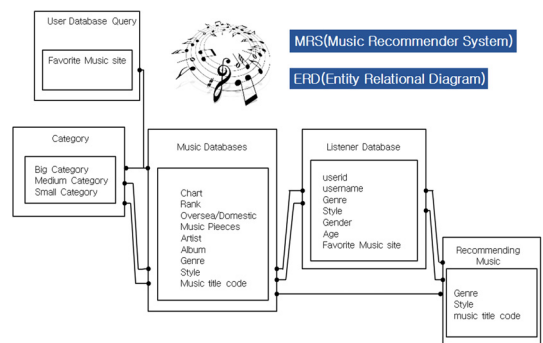 User Database Query
Favorite Music site
MRS(Music Recommender System)
ERD(Entity Relational Diagram)
Category
Big Category
Medium Category
Small Category
Music Databases
Chart
Rank
Oversea/Domestic
Music Pleeces
Artist
Album
Genre
Style
Music title code
Listener Database
userid
username
Genre
Style
Gender
Age
Favorite Music site
Recommending
Music
Genre
Style
music title code